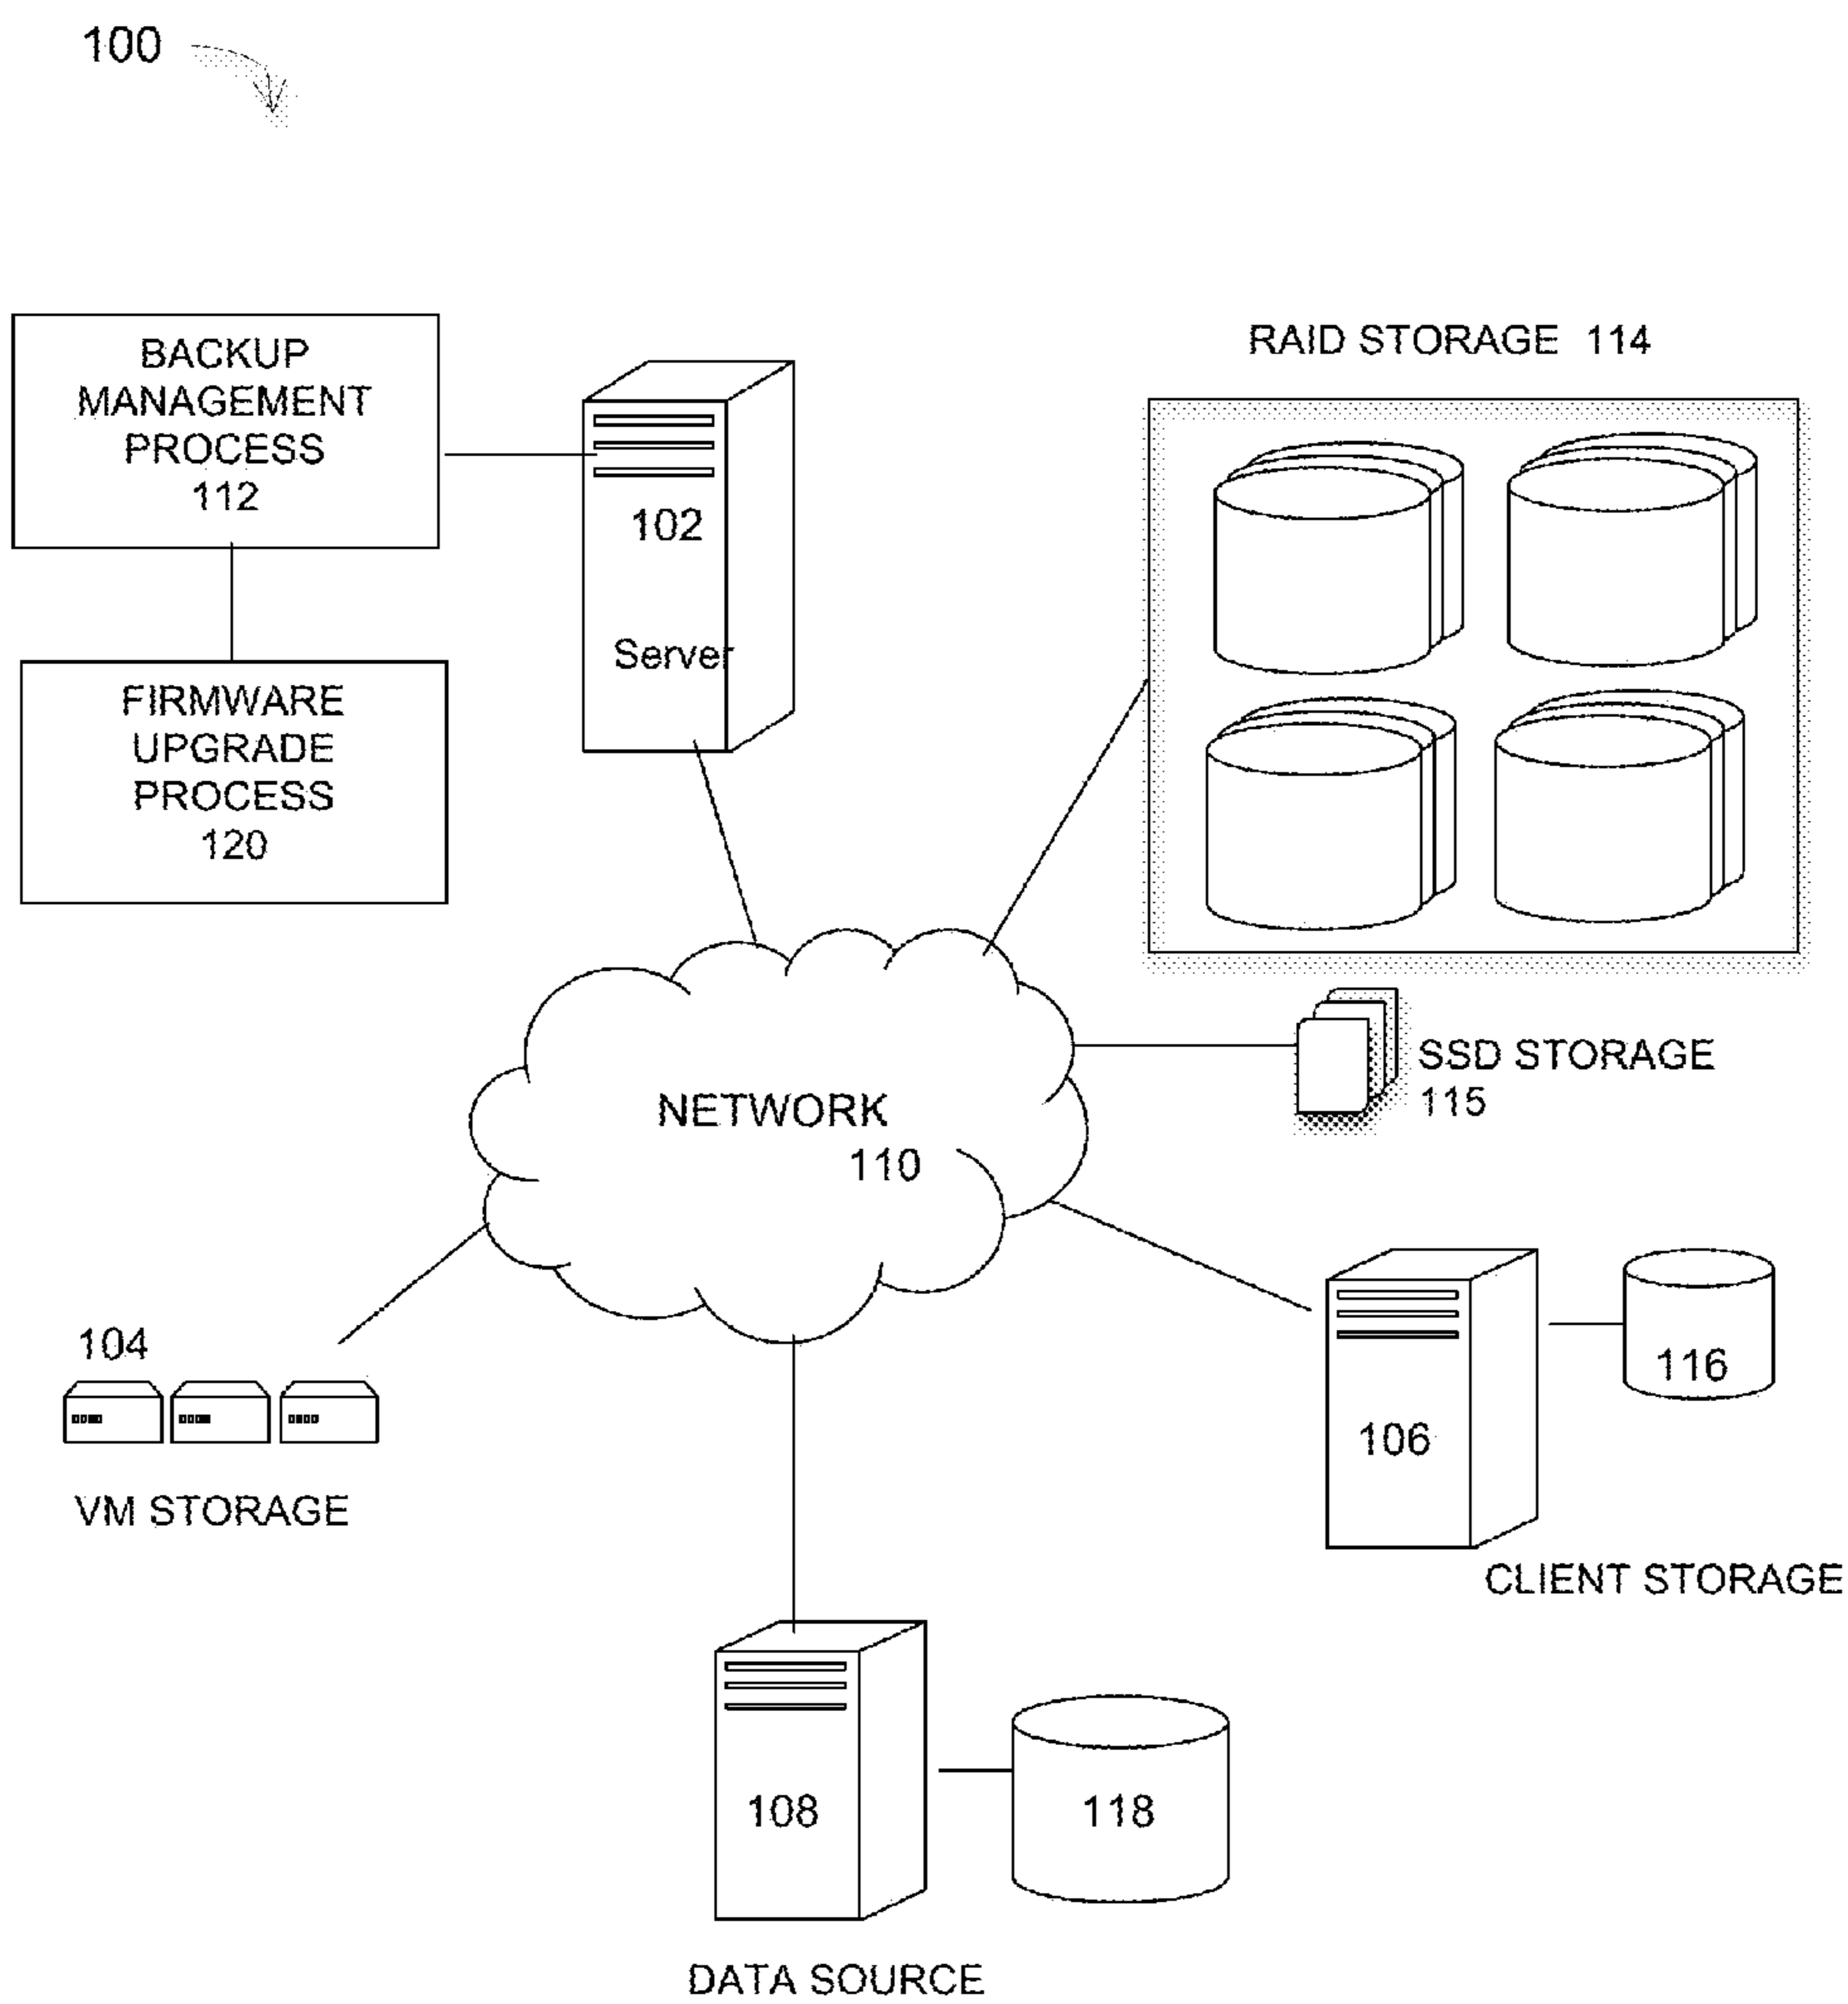 100
BACKUP
MANAGEMENT
PROCESS
112
FIRMWARE
UPGRADE
PROCESS
120
102
Server
RAID STORAGE 114
SSD STORAGE
115
NETWORK
110
104
VM STORAGE
106
116
CLIENT STORAGE
108
118
DATA SOURCE